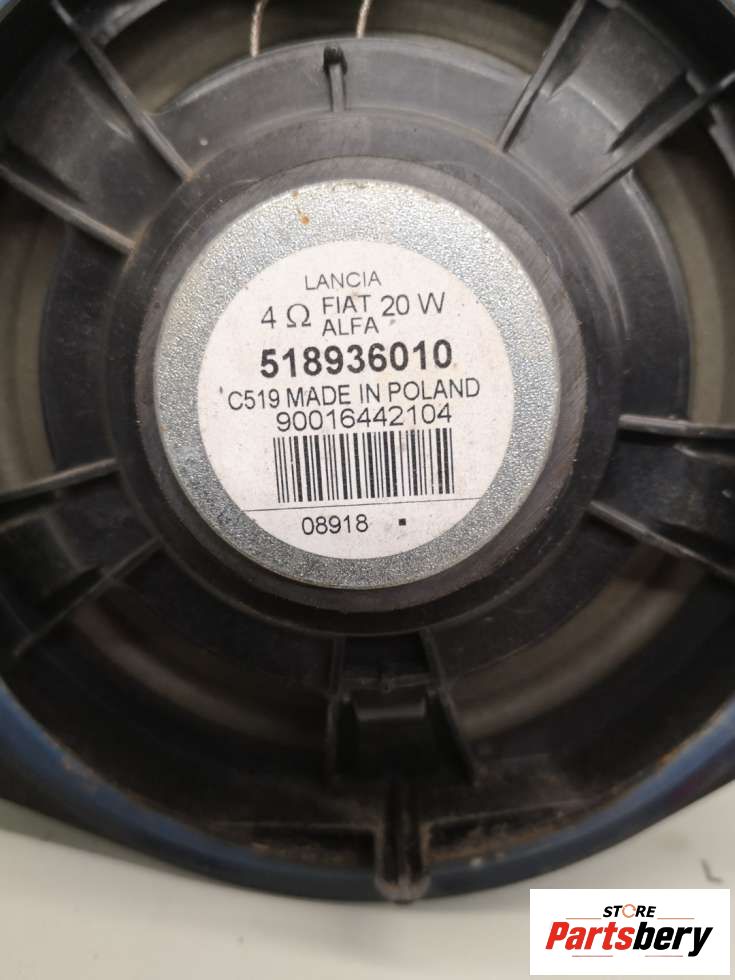 LANCIA
4 Ω FIAT 20 W
ALFA
518936010
C519 MADE IN POLAND
90016442104
08918
STORE
Partsbery